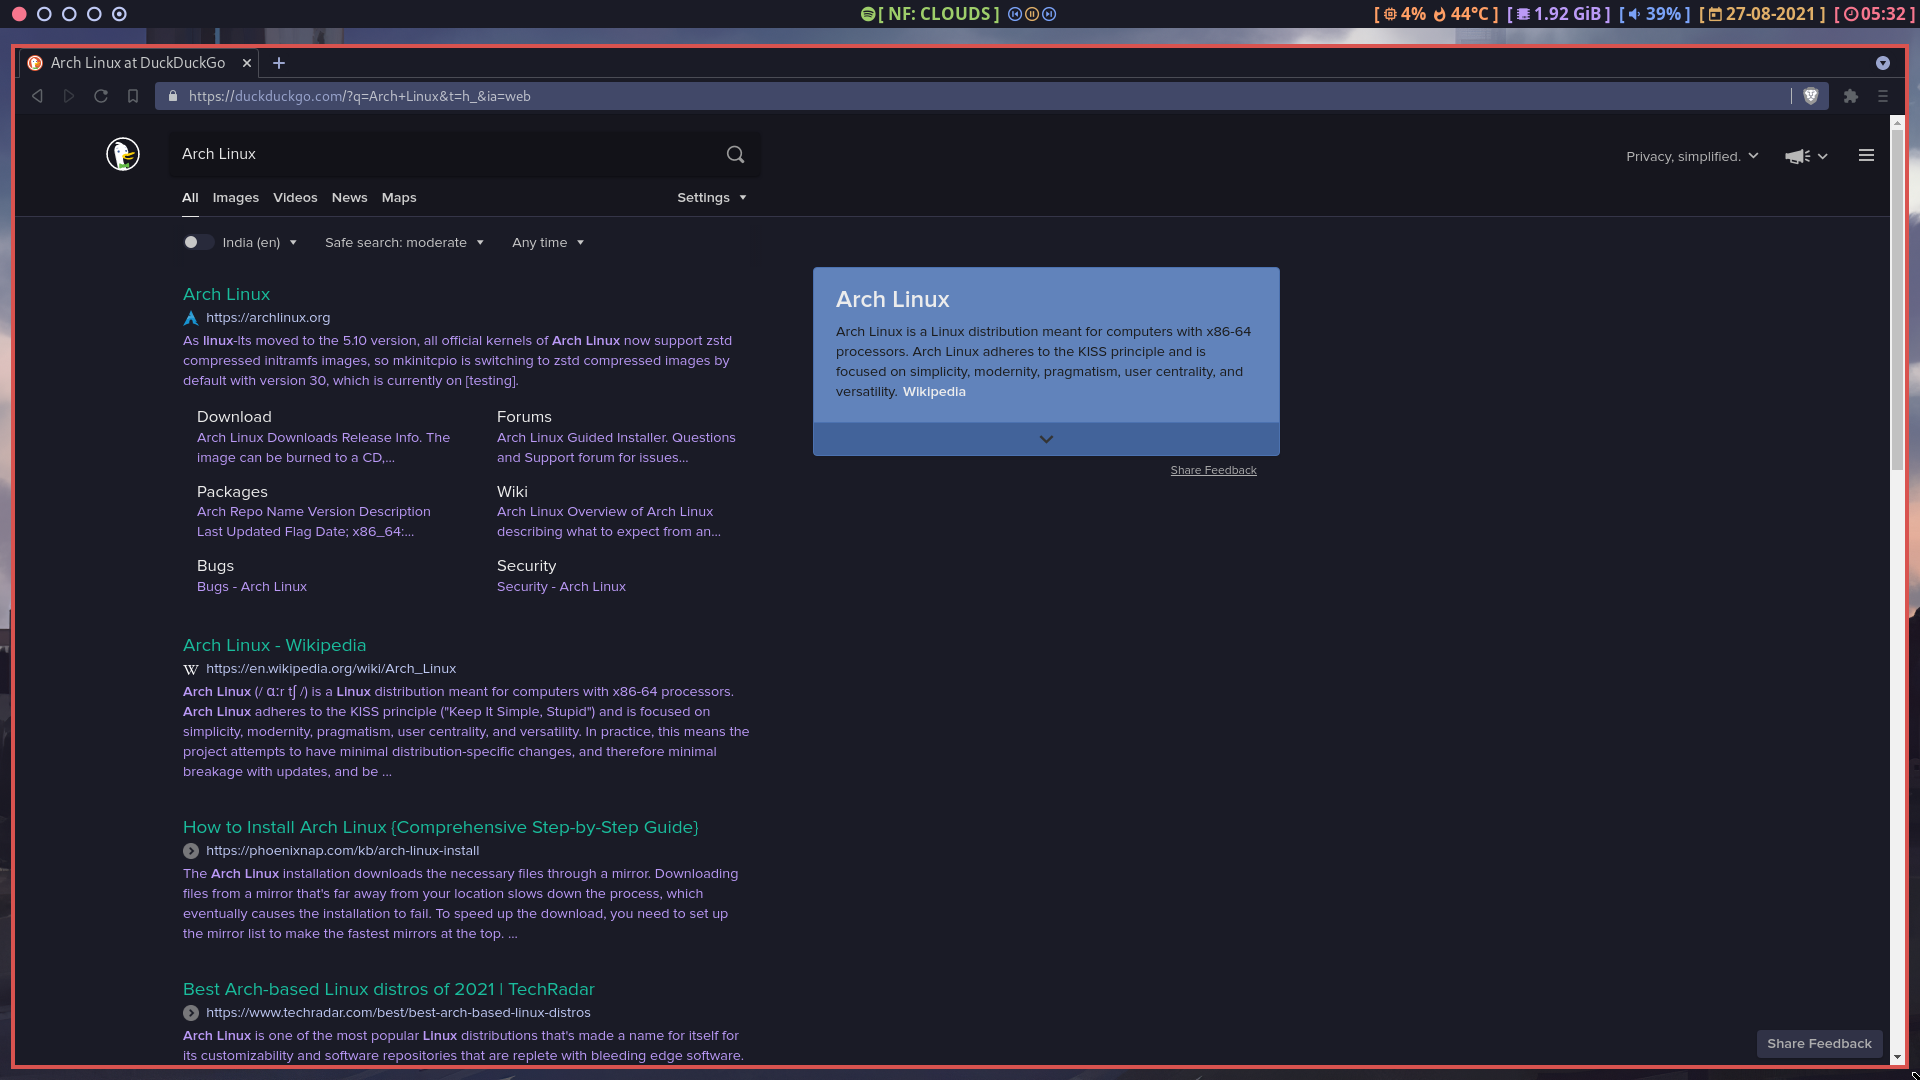 [ NF: CLOUDS ]
[ 4% 44°C ] [ 1.92 GiB ] [ 39% ] [ 27-08-2021 ] [ 05:32 ]
Arch Linux at DuckDuckGo
https://duckduckgo.com/?q=Arch+Linux&t=h_&ia=web
Arch Linux
Privacy, simplified.
All Images Videos News Maps Settings
India (en) Safe search: moderate Any time
Arch Linux
https://archlinux.org
As linux-lts moved to the 5.10 version, all official kernels of Arch Linux now support zstd
compressed initramfs images, so mkinitcpio is switching to zstd compressed images by
default with version 30, which is currently on [testing].
Download
Arch Linux Downloads Release Info. The
image can be burned to a CD,...
Forums
Arch Linux Guided Installer. Questions
and Support forum for issues...
Packages
Arch Repo Name Version Description
Last Updated Flag Date; x86_64:...
Wiki
Arch Linux Overview of Arch Linux
describing what to expect from an...
Bugs
Bugs - Arch Linux
Security
Security - Arch Linux
Arch Linux - Wikipedia
W https://en.wikipedia.org/wiki/Arch_Linux
Arch Linux (/ ɑːr tʃ /) is a Linux distribution meant for computers with x86-64 processors.
Arch Linux adheres to the KISS principle ("Keep It Simple, Stupid") and is focused on
simplicity, modernity, pragmatism, user centrality, and versatility. In practice, this means the
project attempts to have minimal distribution-specific changes, and therefore minimal
breakage with updates, and be ...
How to Install Arch Linux {Comprehensive Step-by-Step Guide}
https://phoenixnap.com/kb/arch-linux-install
The Arch Linux installation downloads the necessary files through a mirror. Downloading
files from a mirror that's far away from your location slows down the process, which
eventually causes the installation to fail. To speed up the download, you need to set up
the mirror list to make the fastest mirrors at the top. ...
Best Arch-based Linux distros of 2021 | TechRadar
https://www.techradar.com/best/best-arch-based-linux-distros
Arch Linux is one of the most popular Linux distributions that's made a name for itself for
its customizability and software repositories that are replete with bleeding edge software.
Arch Linux
Arch Linux is a Linux distribution meant for computers with x86-64
processors. Arch Linux adheres to the KISS principle and is
focused on simplicity, modernity, pragmatism, user centrality, and
versatility. Wikipedia
Share Feedback
Share Feedback